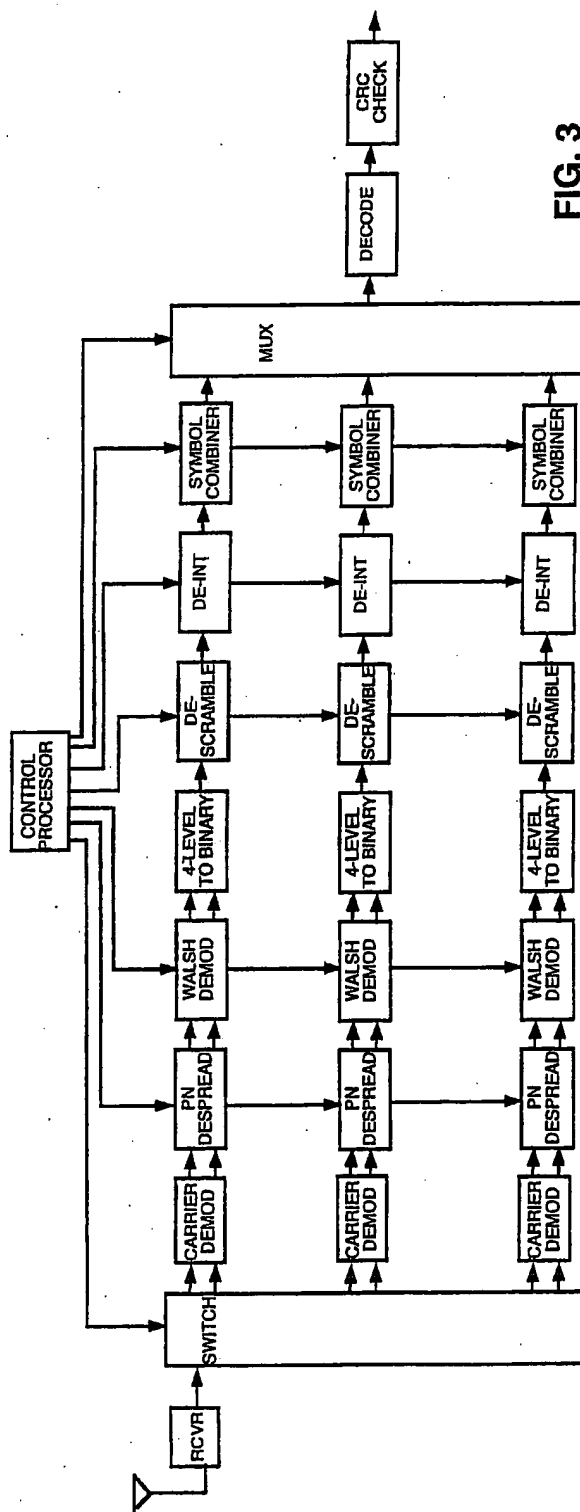 CONTROL
PROCESSOR
RCVR
SWITCH
CARRIER
DEMOD
PN
DESPREAD
WALSH
DEMOD
4-LEVEL
TO BINARY
DE-
SCRAMBLE
DE-INT
SYMBOL
COMBINER
CARRIER
DEMOD
PN
DESPREAD
WALSH
DEMOD
4-LEVEL
TO BINARY
DE-
SCRAMBLE
DE-INT
SYMBOL
COMBINER
CARRIER
DEMOD
PN
DESPREAD
WALSH
DEMOD
4-LEVEL
TO BINARY
DE-
SCRAMBLE
DE-INT
SYMBOL
COMBINER
MUX
DECODE
CRC
CHECK
FIG. 3